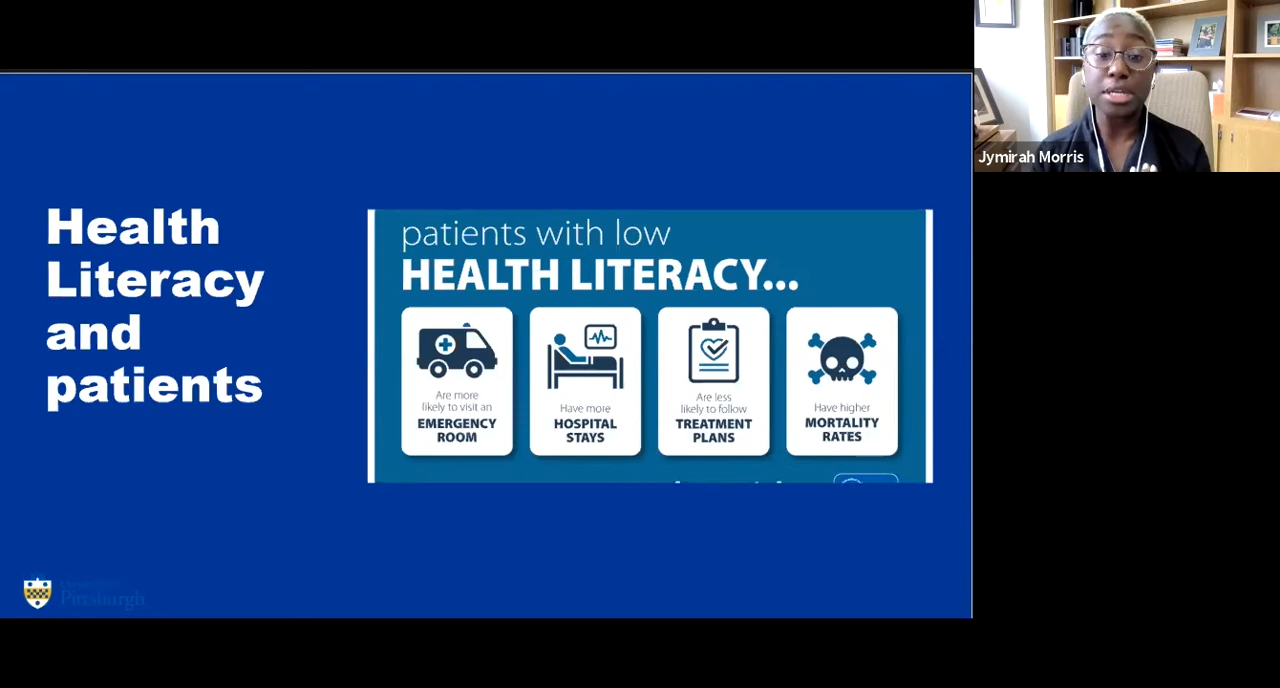 Health
Literacy
and
patients
patients with low
HEALTH LITERACY...
Are more
likely to visit an
EMERGENCY
ROOM
Have more
HOSPITAL
STAYS
Are less
likely to follow
TREATMENT
PLANS
Have higher
MORTALITY
RATES
Pittsburgh
Jymirah Morris